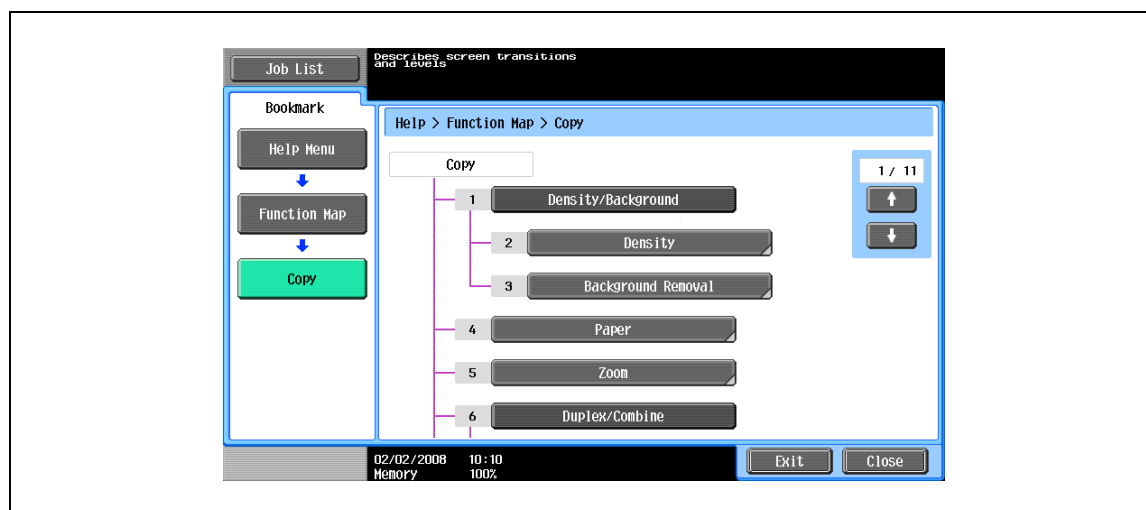 Job List
Describes screen transitions
and levels
Bookmark
Help Menu
Function Map
Copy
Help > Function Map > Copy
Copy
1 / 11
1 Density/Background
2 Density
3 Background Removal
4 Paper
5 Zoom
6 Duplex/Combine
02/02/2008 10:10
Memory 100%
Exit
Close